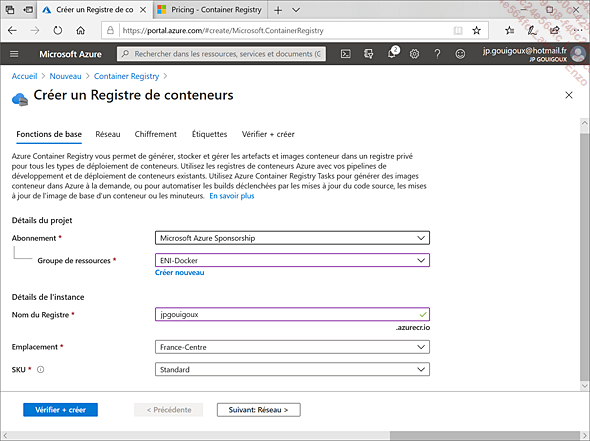 Créer un Registre de co
Pricing - Container Registry
https://portal.azure.com/#create/Microsoft.ContainerRegistry
Microsoft Azure
Rechercher dans les ressources, services et documents (G
2
jp.gouigoux@hotmail.fr
JP GOUIGOUX
Accueil > Nouveau > Container Registry >
Créer un Registre de conteneurs
Fonctions de base Réseau Chiffrement Étiquettes Vérifier + créer
Azure Container Registry vous permet de générer, stocker et gérer les artefacts et images conteneur dans un registre privé
pour tous les types de déploiement de conteneurs. Utilisez les registres de conteneurs Azure avec vos pipelines de
développement et de déploiement de conteneurs existants. Utilisez Azure Container Registry Tasks pour générer des images
conteneur dans Azure à la demande, ou pour automatiser les builds déclenchées par les mises à jour du code source, les mises
à jour de l'image de base d'un conteneur ou les minuteurs. En savoir plus
Détails du projet
Abonnement *
Microsoft Azure Sponsorship
Groupe de ressources *
ENI-Docker
Créer nouveau
Détails de l'instance
Nom du Registre *
jpgouigoux
.azurecr.io
Emplacement *
France-Centre
SKU *
Standard
Vérifier + créer
< Précédente
Suivant: Réseau >